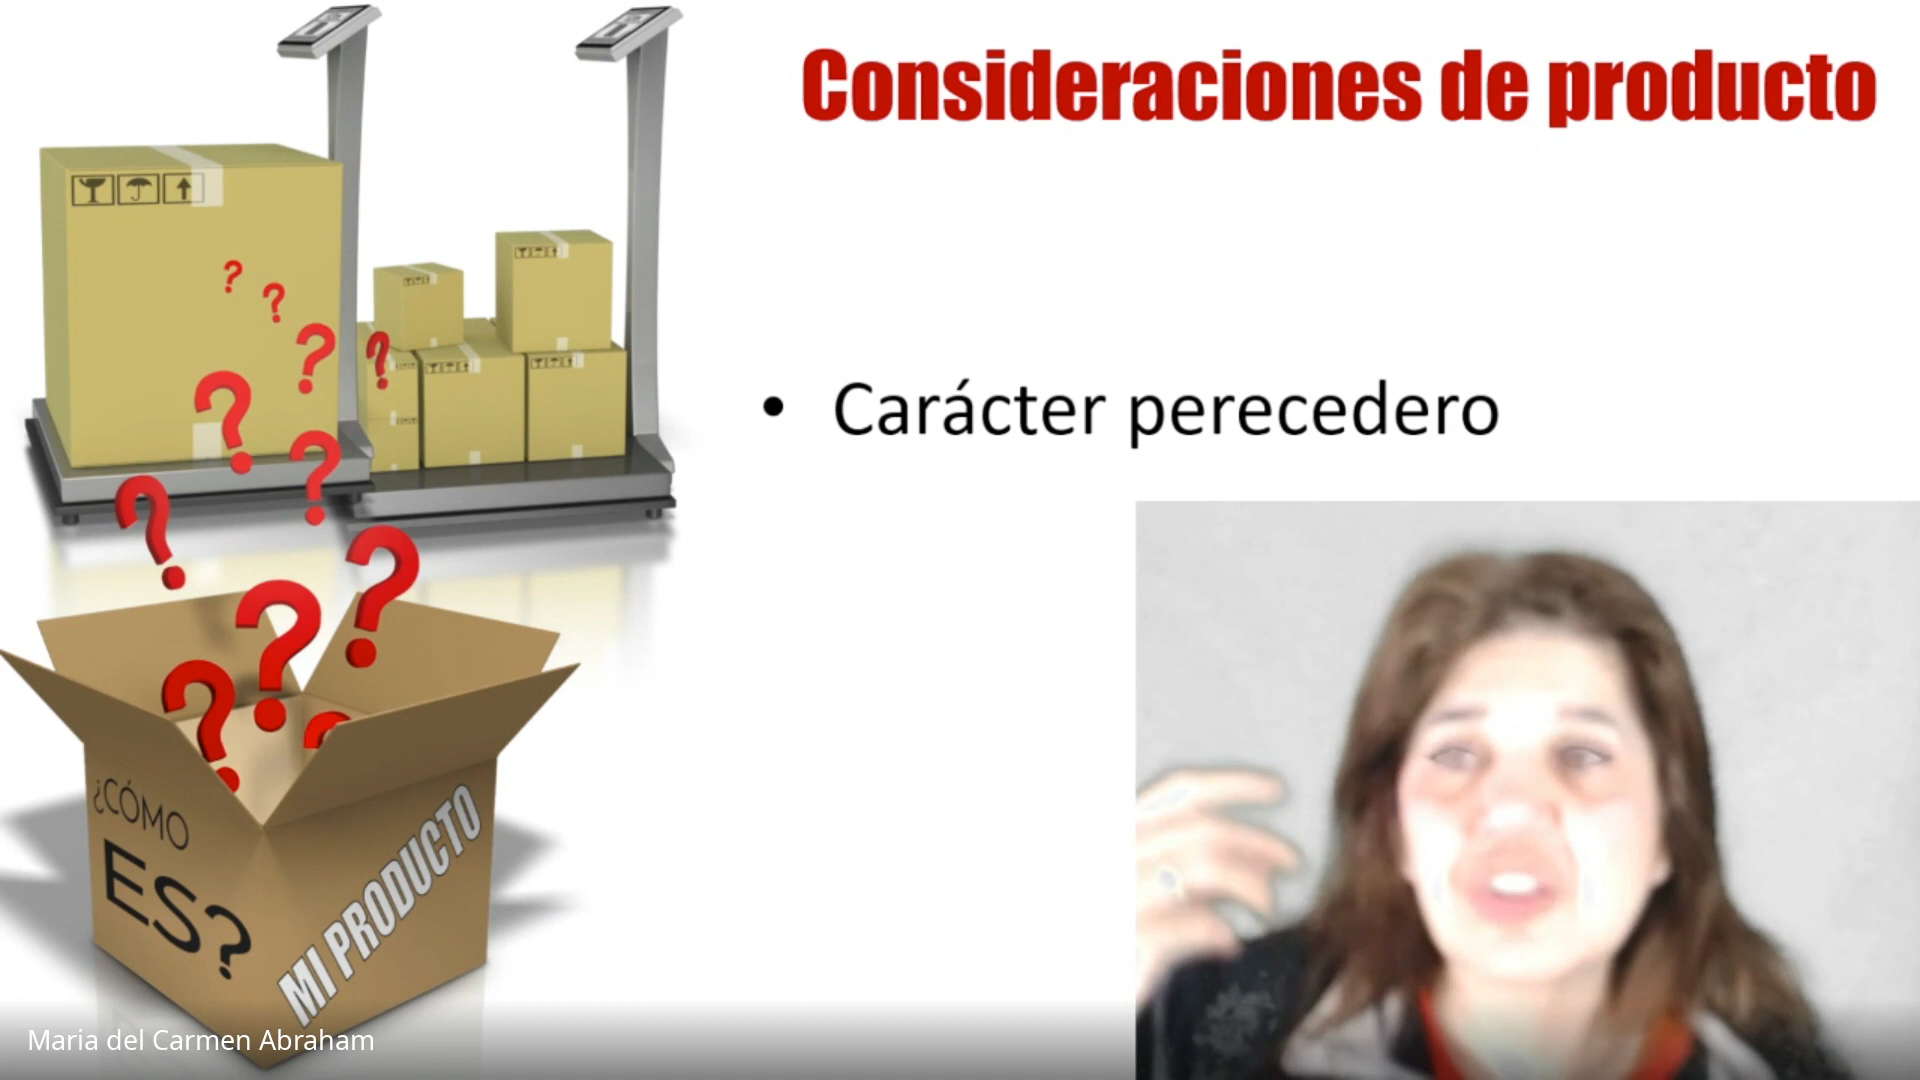 Consideraciones de producto
• Carácter perecedero
¿CÓMO
ES?
MI PRODUCTO
Maria del Carmen Abraham